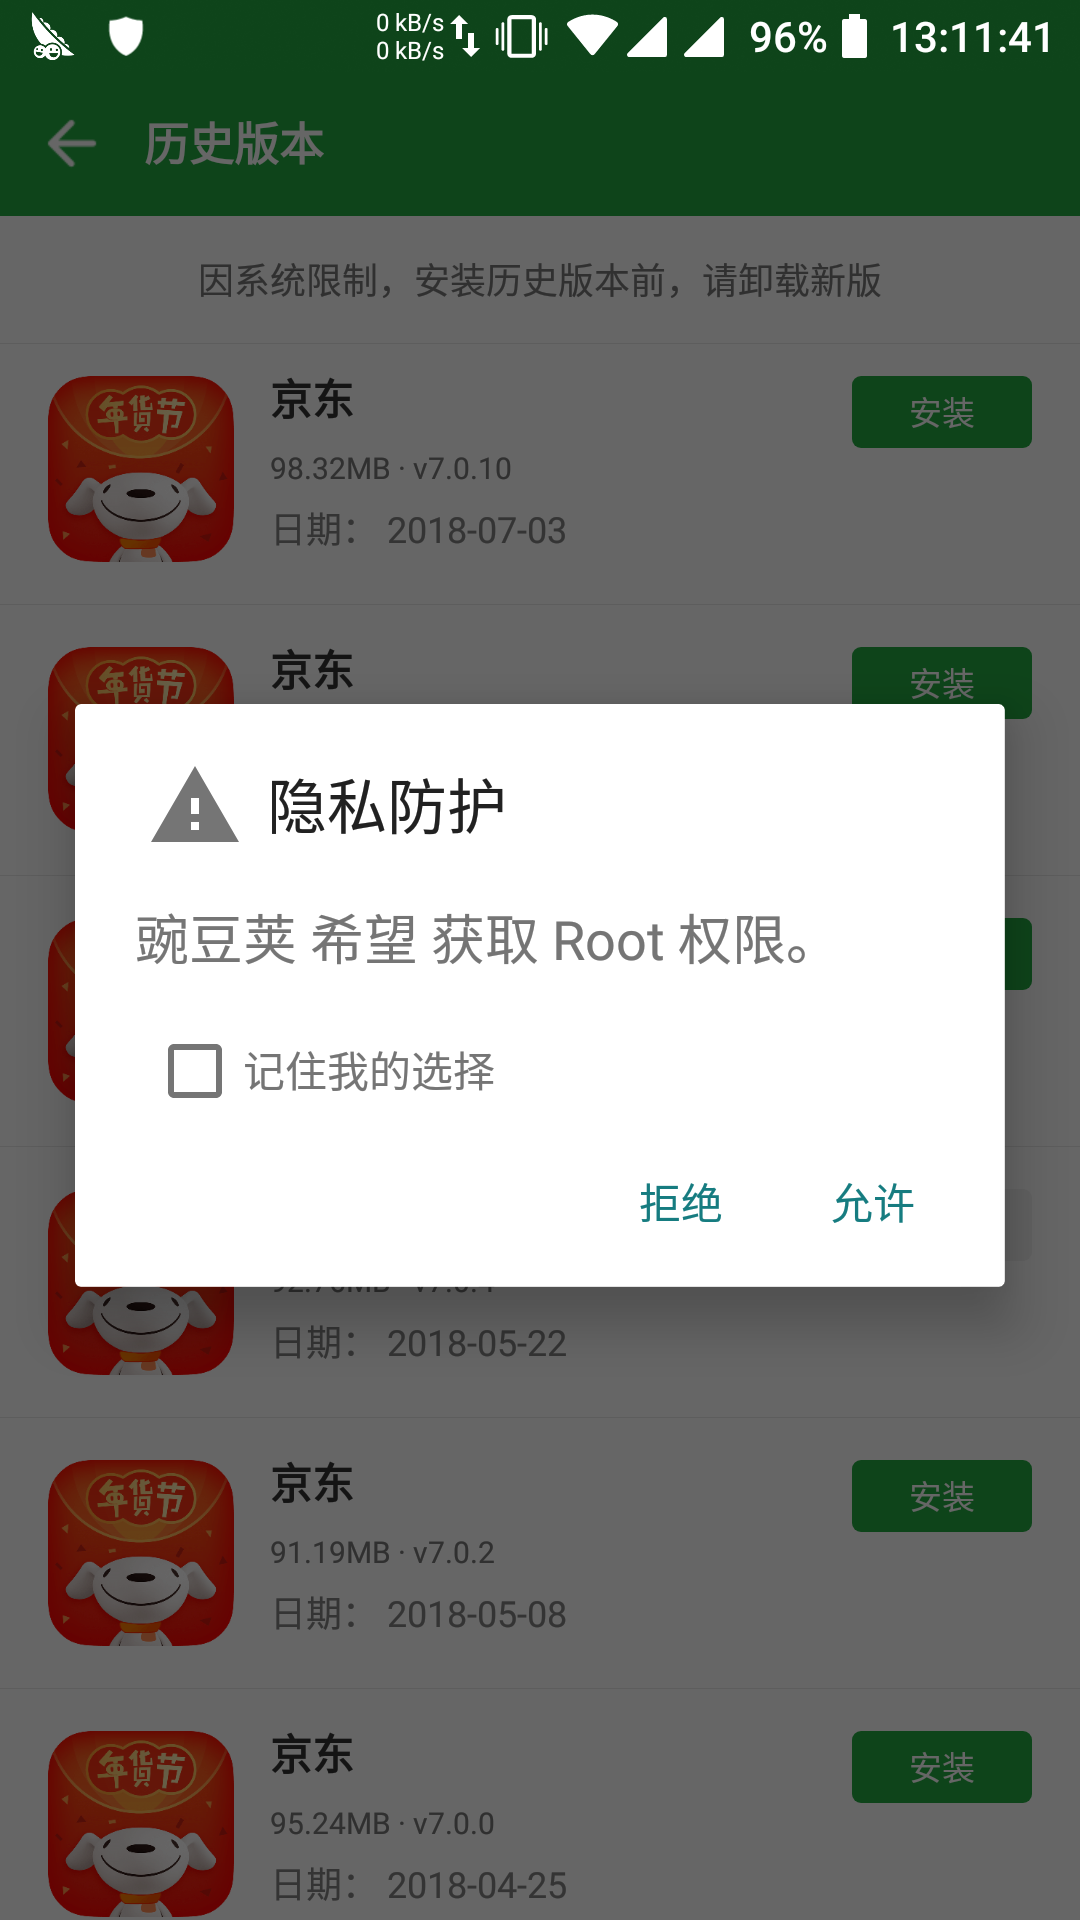 0 kB/s
0 kB/s
96%
13:11:41
历史版本
因系统限制，安装历史版本前，请卸载新版
年货节
京东
安装
98.32MB · v7.0.10
日期： 2018-07-03
年货节
京东
安装
隐私防护
豌豆荚 希望 获取 Root 权限。
记住我的选择
拒绝
允许
日期： 2018-05-22
年货节
京东
安装
91.19MB · v7.0.2
日期： 2018-05-08
年货节
京东
安装
95.24MB · v7.0.0
日期： 2018-04-25